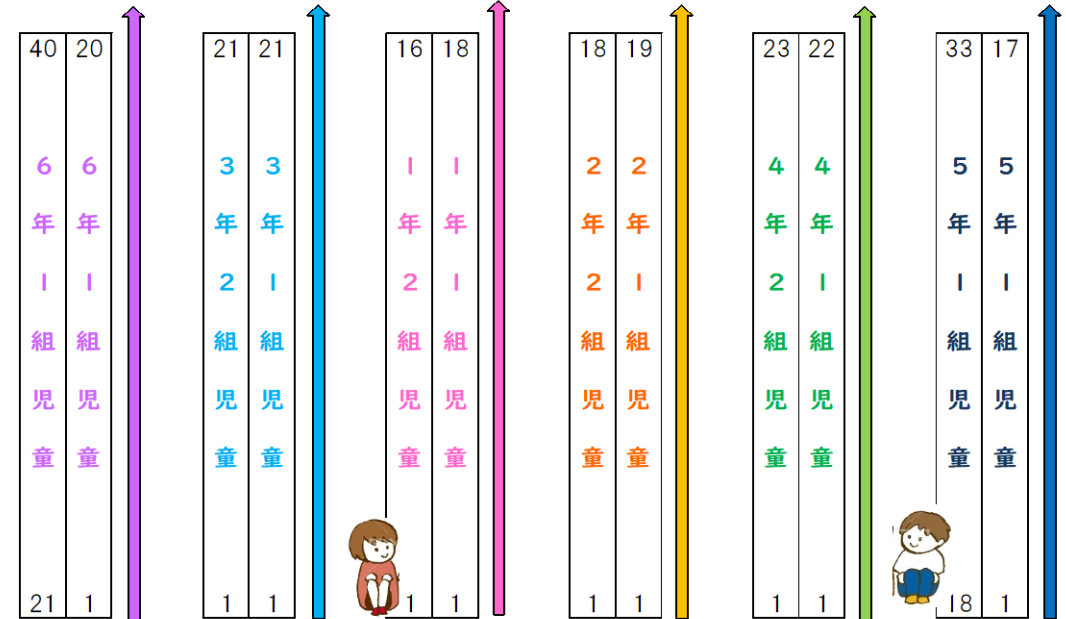 40 20
6年1組児童
6年1組児童
21 1
21 21
3年2組児童
3年1組児童
1 1
16 18
1年2組児童
1年1組児童
1 1
18 19
2年2組児童
2年1組児童
1 1
23 22
4年2組児童
4年1組児童
1 1
33 17
5年1組児童
5年1組児童
18 1